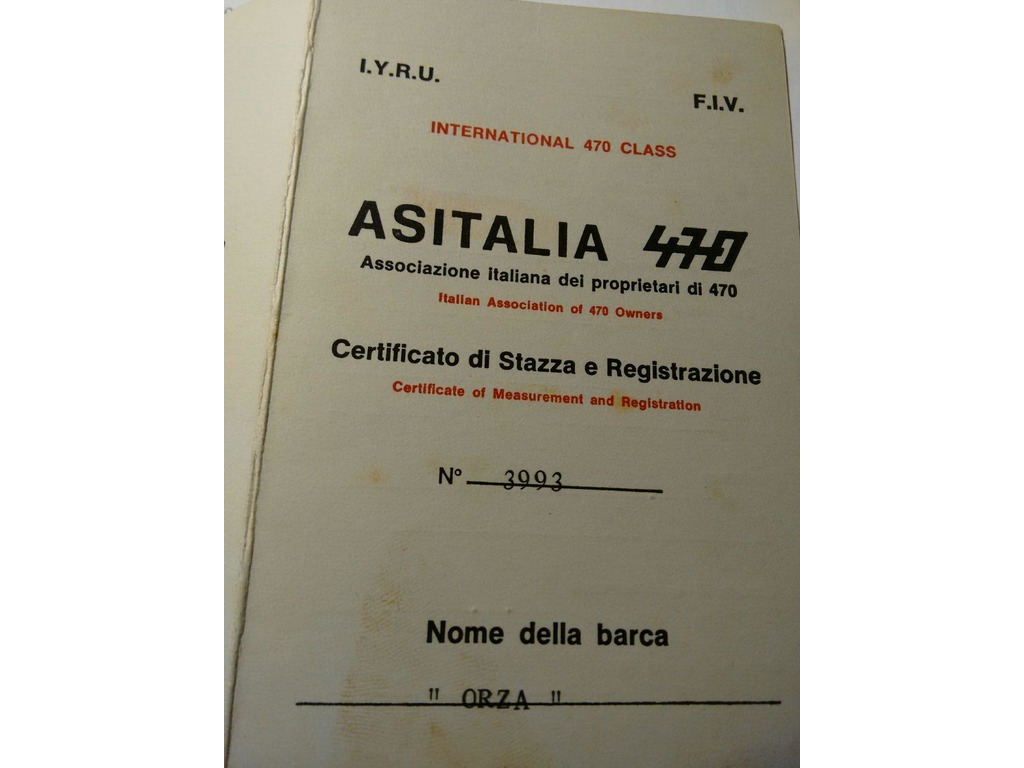 I.Y.R.U.
F.I.V.
INTERNATIONAL 470 CLASS
ASITALIA 470
Associazione italiana dei proprietari di 470
Italian Association of 470 Owners
Certificato di Stazza e Registrazione
Certificate of Measurement and Registration
N° 3993
Nome della barca
" ORZA "